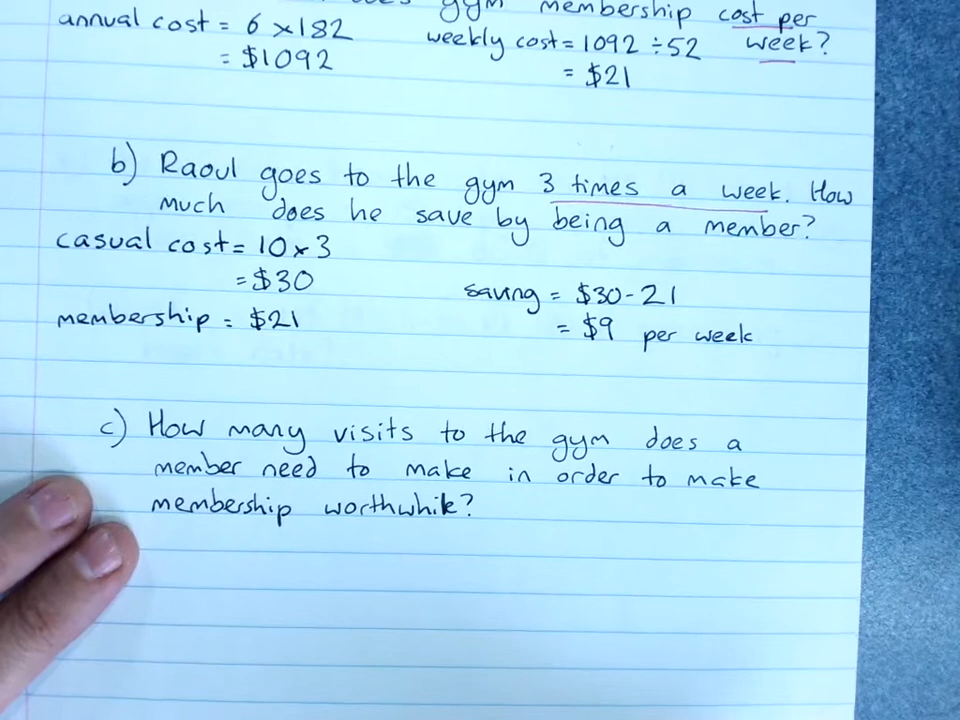 gym membership cost per
annual cost = 6 x 182
weekly cost = 1092 ÷ 52 week?
= $1092
= $21
b) Raoul goes to the gym 3 times a week. How
much does he save by being a member?
casual cost = 10 x 3
= $30
saving = $30 - 21
membership = $21
= $9 per week
c) How many visits to the gym does a
member need to make in order to make
membership worthwhile?